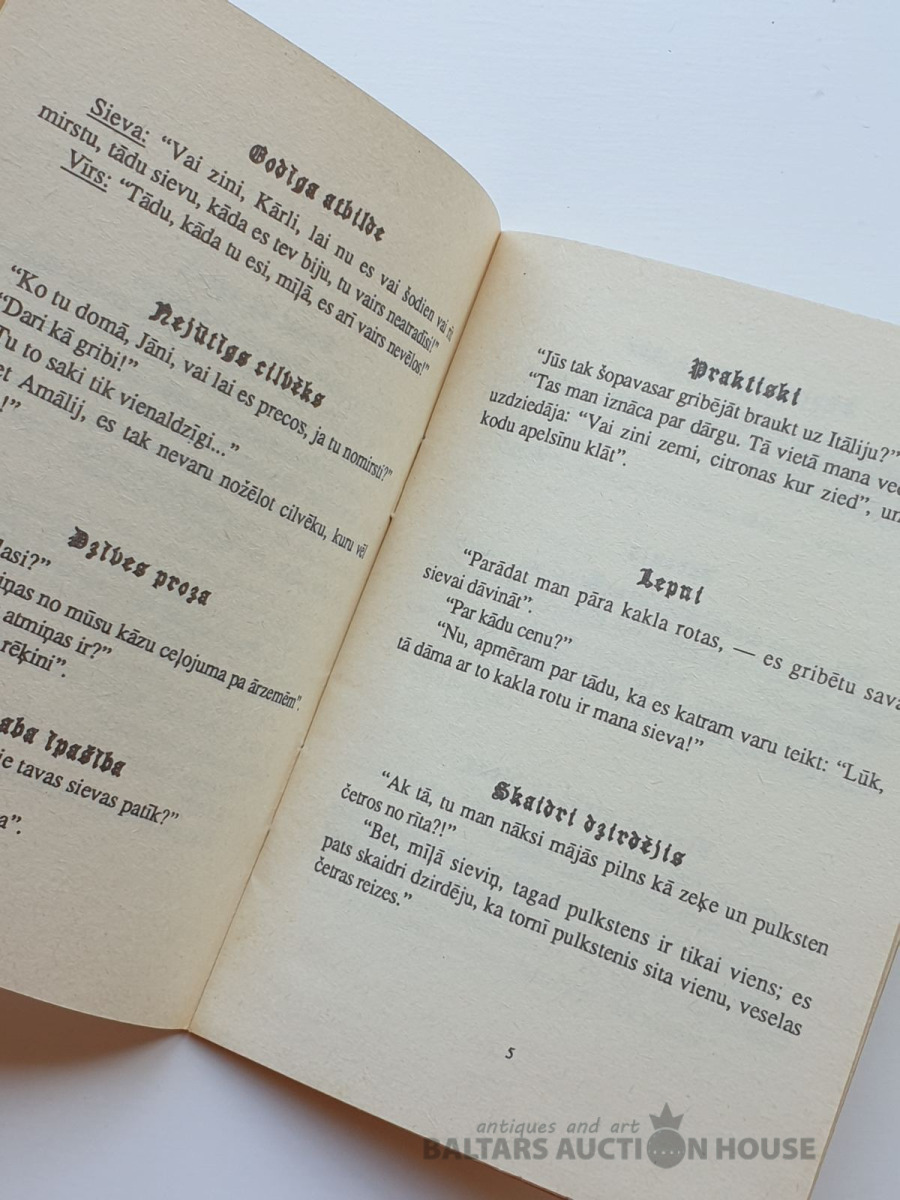 Godīga atbilde
Sieva: “Vai zini, Kārli, lai nu es vai šodien vai rīt
mirstu, tādu sievu, kāda es tev biju, tu vairs neatradīsi!”
Vīrs: “Tādu, kāda tu esi, mīļā, es arī vairs nevēlos!”
Nejūtīgs cilvēks
“Ko tu domā, Jāni, vai lai es precos, ja tu nomirsti?”
“Dari kā gribi!”
Tu to saki tik vienaldzīgi...”
Amālij, es tak nevaru nožēlot cilvēku, kuru vēl
!”
Dzīves proza
no mūsu kāzu ceļojuma pa ārzemēm”.
atmiņas ir?”
rēķini”.
īpašība
tavas sievas patīk?”
Praktiski
“Jūs tak šopavasar gribējāt braukt uz Itāliju?”
“Tas man iznāca par dārgu. Tā vietā mana
uzdziedāja: “Vai zini zemi, citronas kur zied”,
kodu apelsīnu klāt”.
Lepni
“Parādat man pāra kakla rotas, — es gribētu
sievai dāvināt”.
“Par kādu cenu?”
“Nu, apmēram par tādu, ka es katram varu teikt: “Lūk,
tā dāma ar to kakla rotu ir mana sieva!”
Skaidri dzirdējis
“Ak tā, tu man nāksi mājās pilns kā zeķe un pulksten
četros no rīta?!”
“Bet, mīļā sieviņ, tagad pulkstens ir tikai viens; es
pats skaidri dzirdēju, ka tornī pulkstenis sita vienu, veselas
četras reizes.”
5
antiques and art
BALTARS AUCTION HOUSE